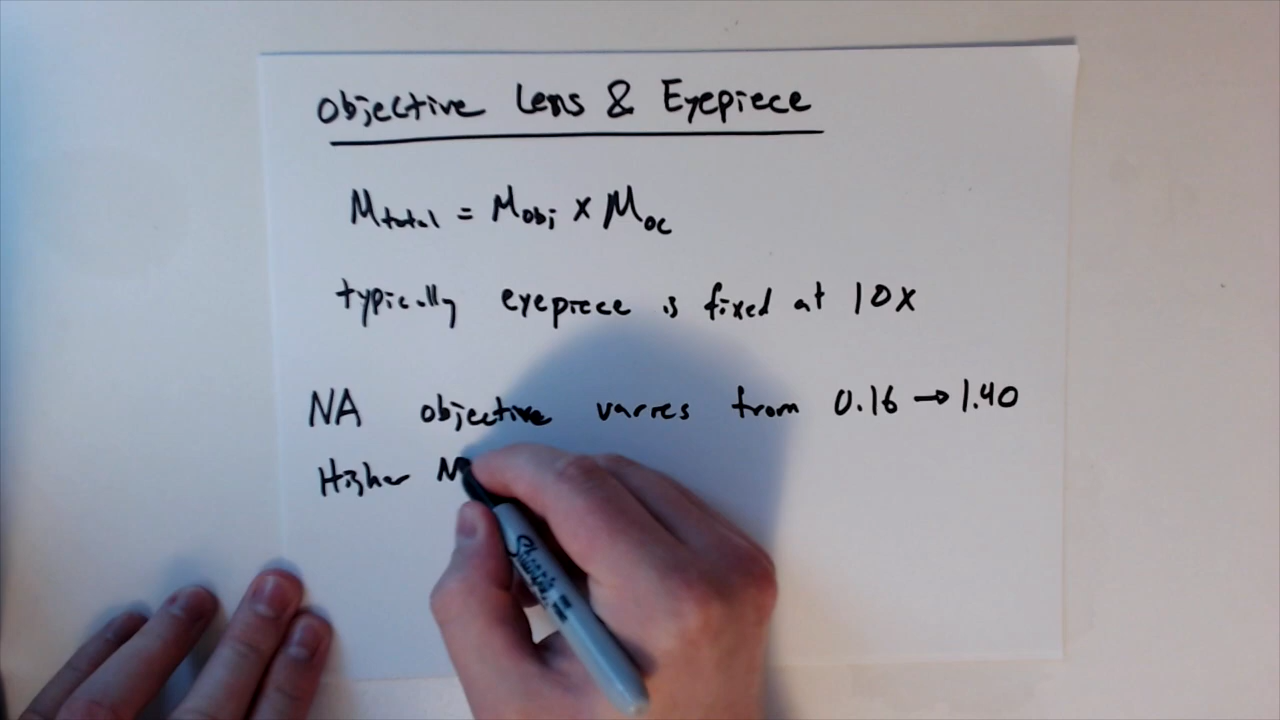 Objective Lens & Eyepiece
Mtotal = Mobj x Moc
typically eyepiece is fixed at 10x
NA objective varies from 0.16 → 1.40
Higher N
Sharpie